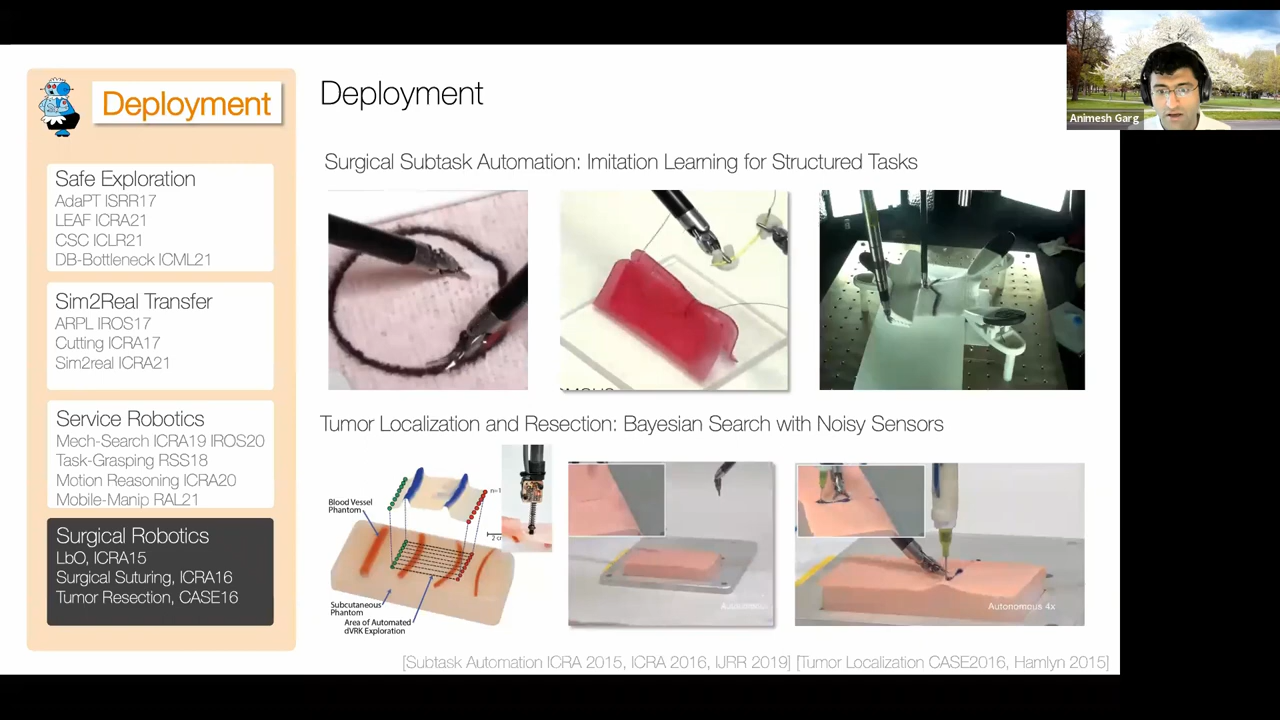 Deployment
Safe Exploration
AdaPT ISRR17
LEAF ICRA21
CSC ICLR21
DB-Bottleneck ICML21
Sim2Real Transfer
ARPL IROS17
Cutting ICRA17
Sim2real ICRA21
Service Robotics
Mech-Search ICRA19 IROS20
Task-Grasping RSS18
Motion Reasoning ICRA20
Mobile-Manip RAL21
Surgical Robotics
LbO, ICRA15
Surgical Suturing, ICRA16
Tumor Resection, CASE16
Deployment
Surgical Subtask Automation: Imitation Learning for Structured Tasks
Tumor Localization and Resection: Bayesian Search with Noisy Sensors
Blood Vessel
Phantom
n=1
Subcutaneous
Phantom
Area of Automated
dVRK Exploration
Autonomous 4x
[Subtask Automation ICRA 2015, ICRA 2016, IJRR 2019] [Tumor Localization CASE2016, Hamlyn 2015]
Animesh Garg